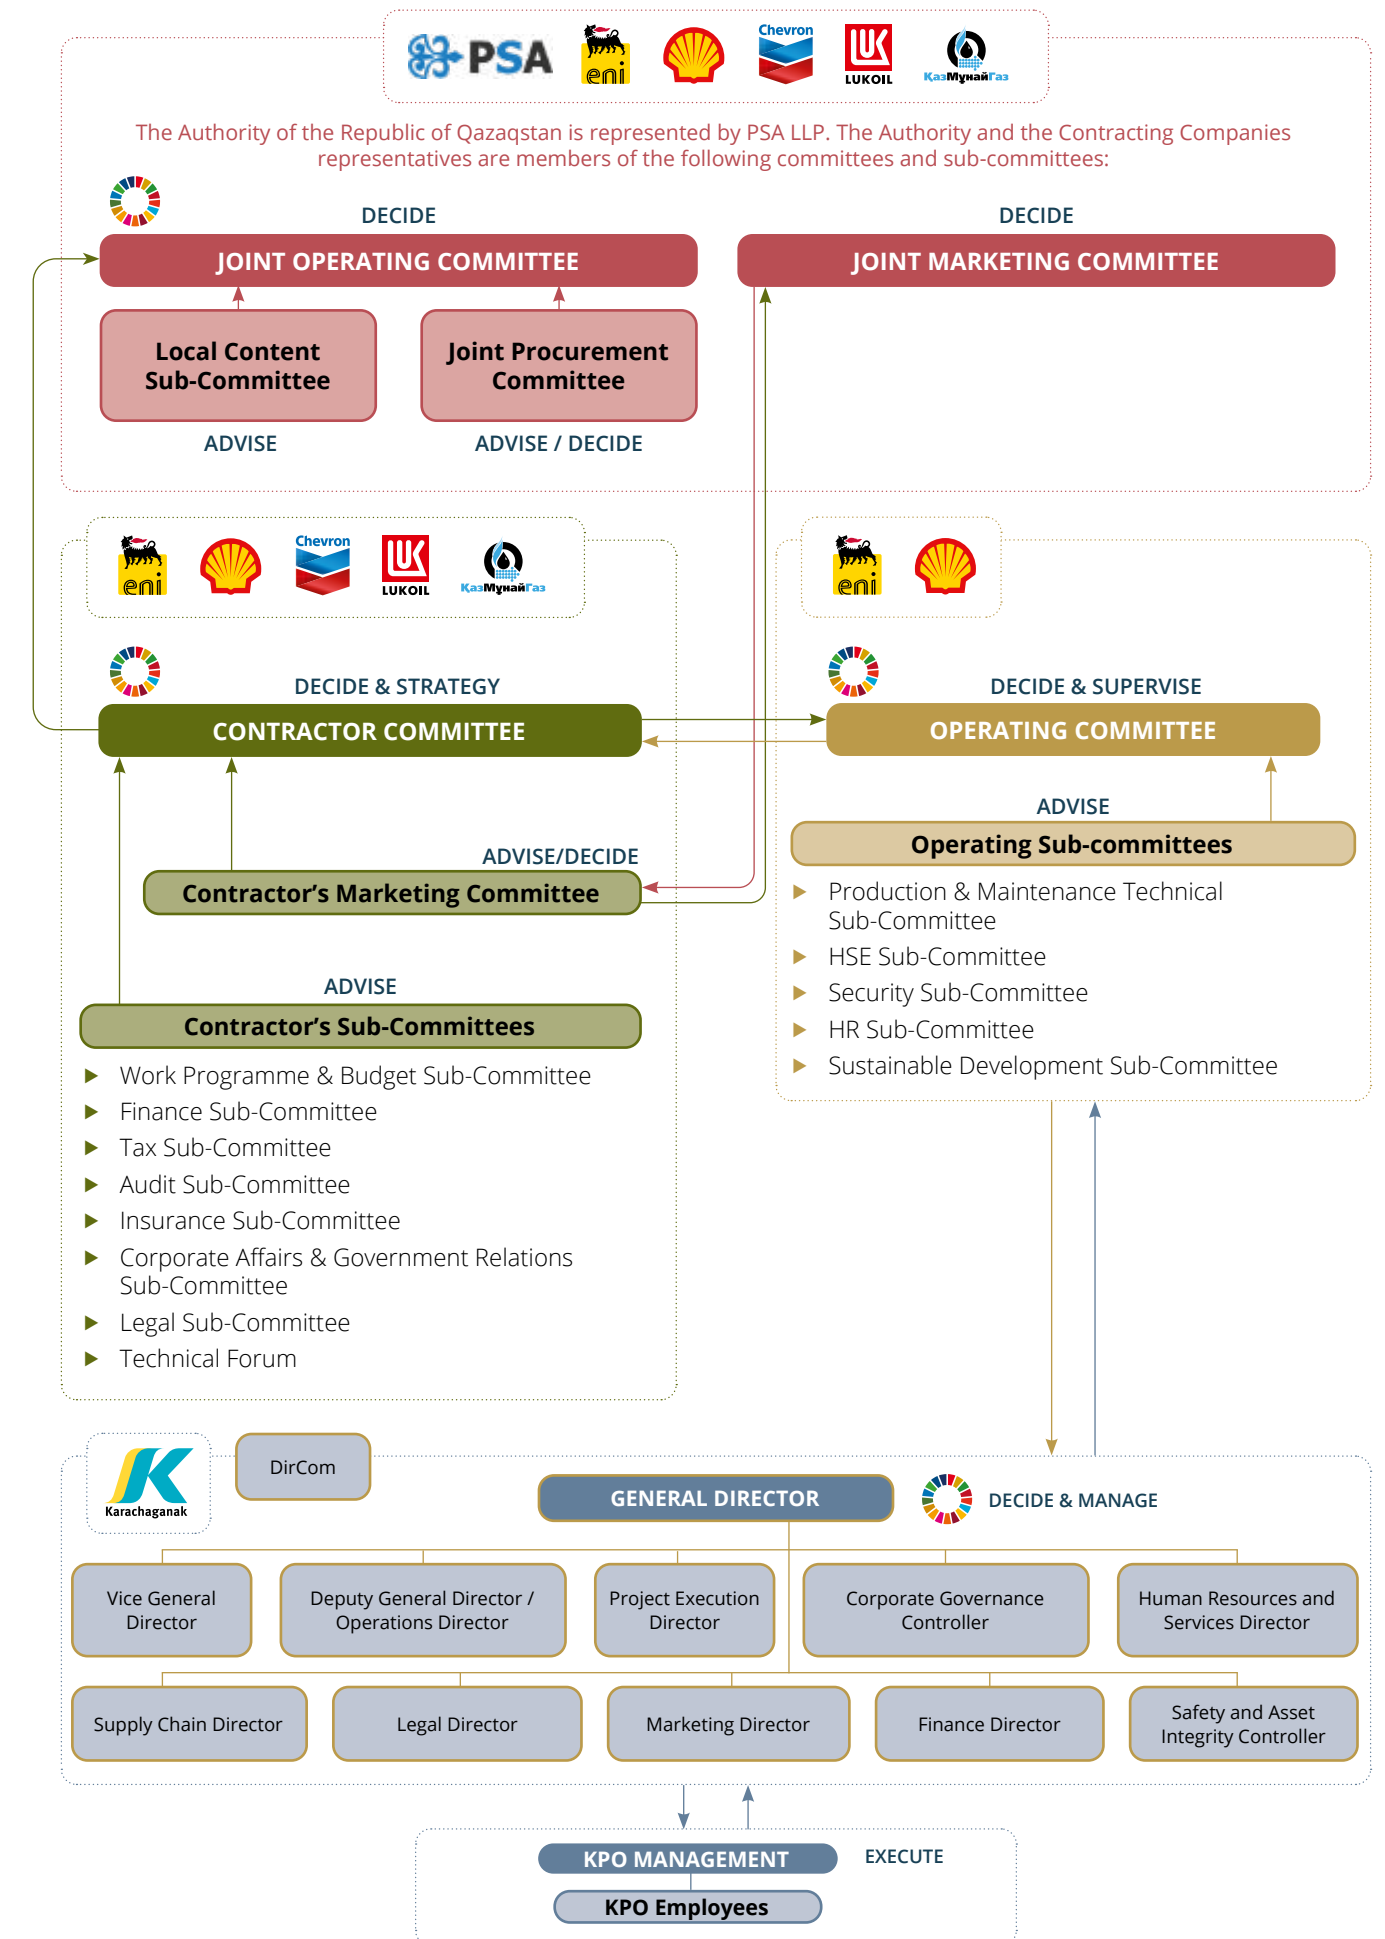 PSA
eni
Chevron
LUKOIL
ҚазМұнайГаз
The Authority of the Republic of Qazaqstan is represented by PSA LLP. The Authority and the Contracting Companies
representatives are members of the following committees and sub-committees:
DECIDE
JOINT OPERATING COMMITTEE
Local Content
Sub-Committee
ADVISE
Joint Procurement
Committee
ADVISE / DECIDE
DECIDE
JOINT MARKETING COMMITTEE
eni
Chevron
LUKOIL
ҚазМұнайГаз
DECIDE & STRATEGY
CONTRACTOR COMMITTEE
ADVISE/DECIDE
Contractor’s Marketing Committee
ADVISE
Contractor’s Sub-Committees
Work Programme & Budget Sub-Committee
Finance Sub-Committee
Tax Sub-Committee
Audit Sub-Committee
Insurance Sub-Committee
Corporate Affairs & Government Relations
Sub-Committee
Legal Sub-Committee
Technical Forum
eni
DECIDE & SUPERVISE
OPERATING COMMITTEE
ADVISE
Operating Sub-committees
Production & Maintenance Technical
Sub-Committee
HSE Sub-Committee
Security Sub-Committee
HR Sub-Committee
Sustainable Development Sub-Committee
Karachaganak
DirCom
GENERAL DIRECTOR
DECIDE & MANAGE
Vice General
Director
Deputy General Director /
Operations Director
Project Execution
Director
Corporate Governance
Controller
Human Resources and
Services Director
Supply Chain Director
Legal Director
Marketing Director
Finance Director
Safety and Asset
Integrity Controller
KPO MANAGEMENT
EXECUTE
KPO Employees